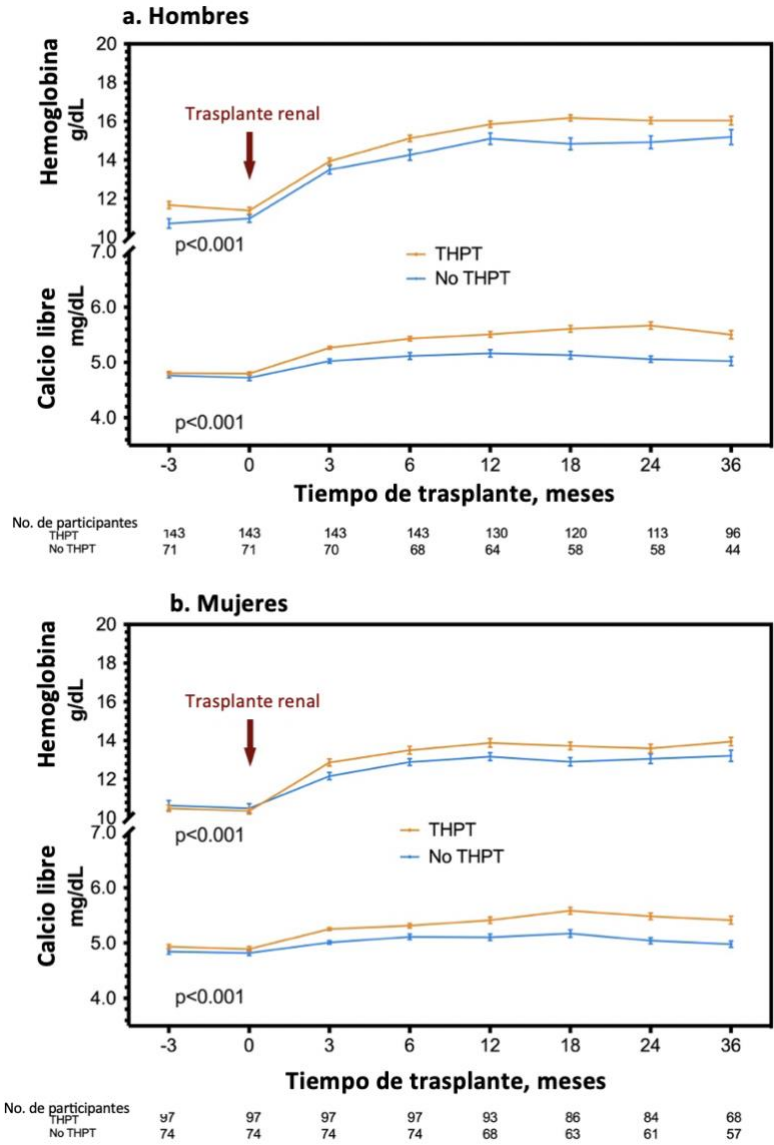 a. Hombres
20
18
16
14
12
10
Hemoglobina
g/dL
Trasplante renal
p<0.001
THPT
No THPT
7.0
6.0
5.0
4.0
Calcio libre
mg/dL
p<0.001
-3 0 3 6 12 18 24 36
Tiempo de trasplante, meses
No. de participantes
THPT 143 143 143 143 130 120 113 96
No THPT 71 71 70 68 64 58 58 44
b. Mujeres
20
18
16
14
12
10
Hemoglobina
g/dL
Trasplante renal
p<0.001
THPT
No THPT
7.0
6.0
5.0
4.0
Calcio libre
mg/dL
p<0.001
-3 0 3 6 12 18 24 36
Tiempo de trasplante, meses
No. de participantes
THPT 97 97 97 97 93 86 84 68
No THPT 74 74 74 74 68 63 61 57